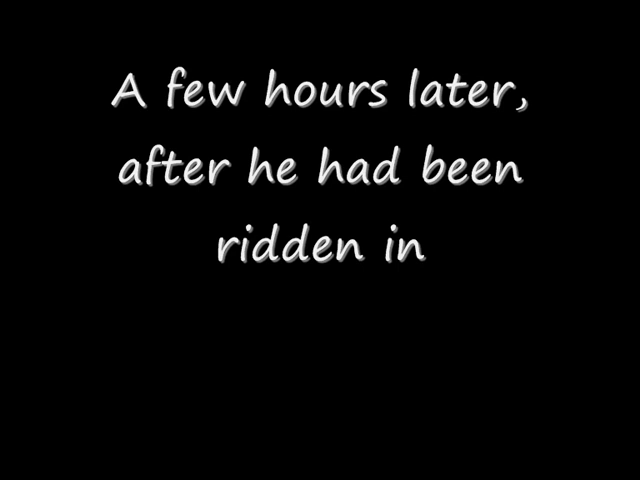 A few hours later,
after he had been
ridden in